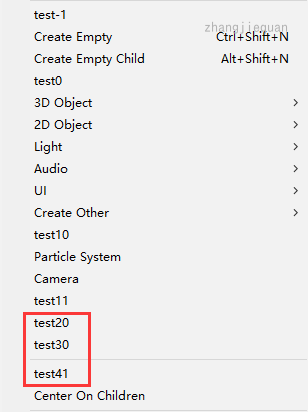 zhangjiequan
test-1
Create Empty Ctrl+Shift+N
Create Empty Child Alt+Shift+N
test0
3D Object
2D Object
Light
Audio
UI
Create Other
test10
Particle System
Camera
test11
test20
test30
test41
Center On Children